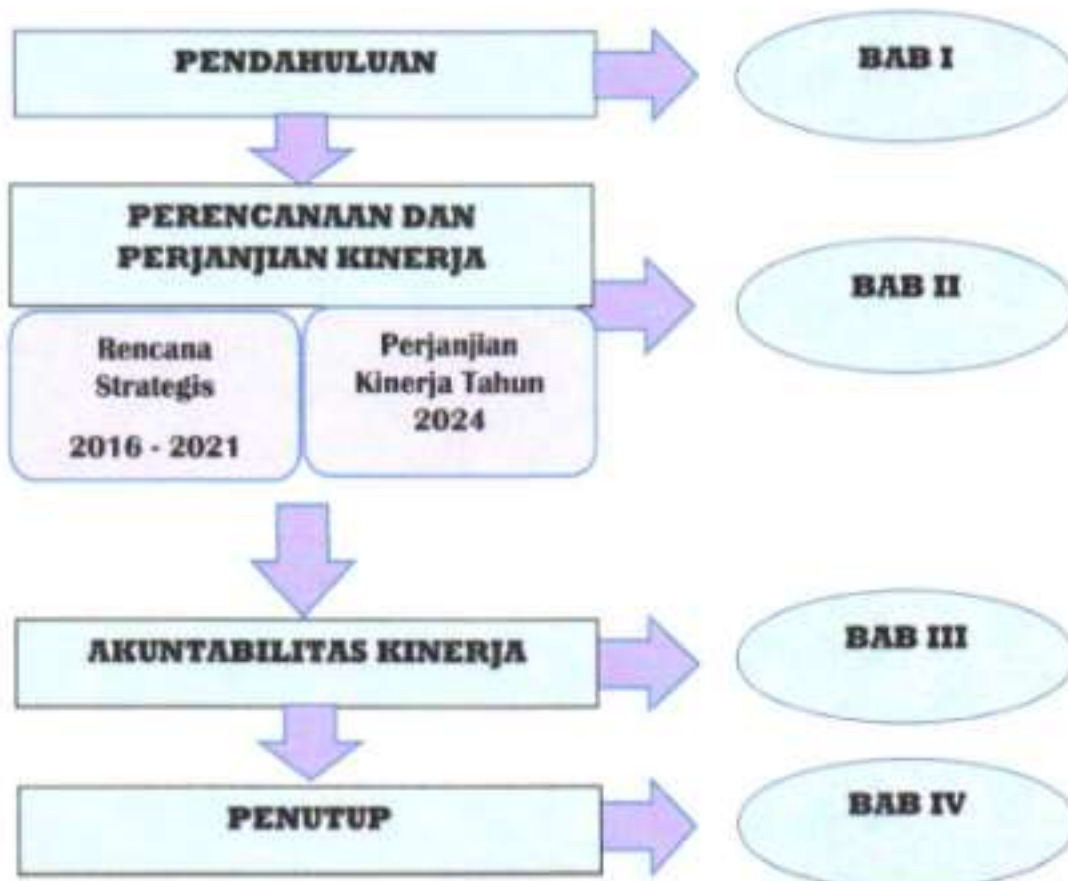 PENDAHULUAN
BAB I
PERENCANAAN DAN
PERJANJIAN KINERJA
BAB II
Rencana
Strategis
2016 - 2021
Perjanjian
Kinerja Tahun
2024
AKUNTABILITAS KINERJA
BAB III
PENUTUP
BAB IV